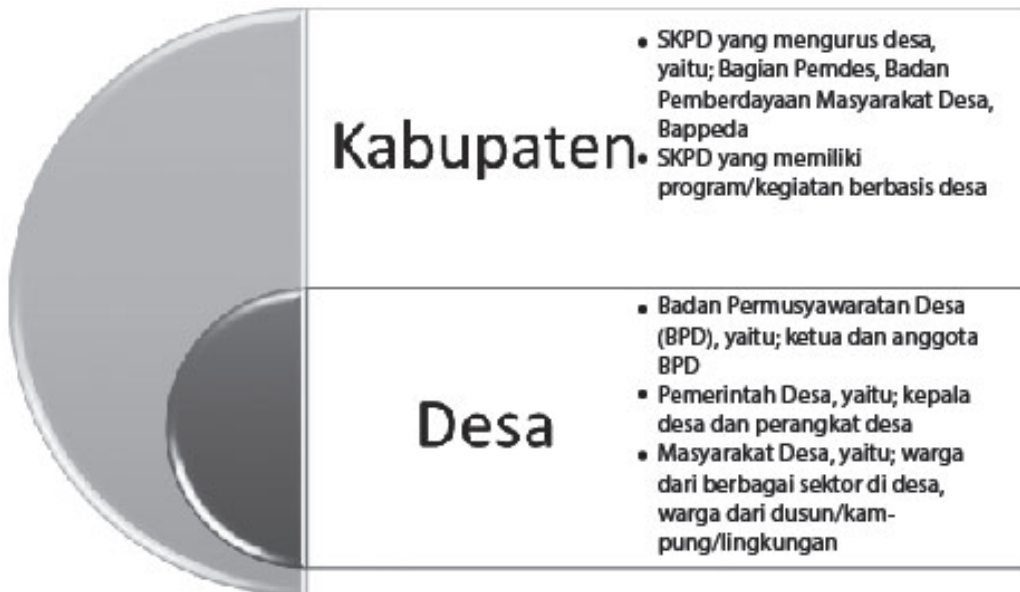 Kabupaten
• SKPD yang mengurus desa,
yaitu; Bagian Pemdes, Badan
Pemberdayaan Masyarakat Desa,
Bappeda
• SKPD yang memiliki
program/kegiatan berbasis desa
Desa
• Badan Permusyawaratan Desa
(BPD), yaitu; ketua dan anggota
BPD
• Pemerintah Desa, yaitu; kepala
desa dan perangkat desa
• Masyarakat Desa, yaitu; warga
dari berbagai sektor di desa,
warga dari dusun/kam-
pung/lingkungan